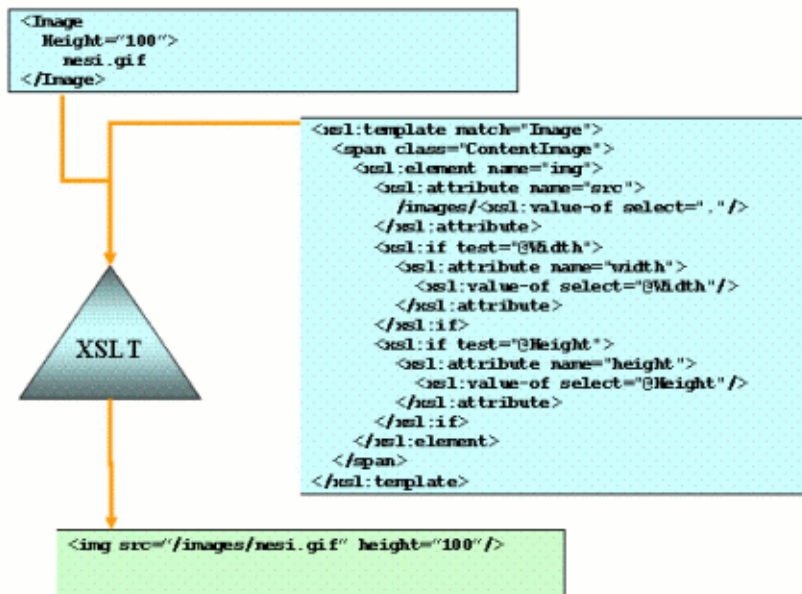 <Image
Height="100">
nesi.gif
</Image>
<xsl:template match="Image">
<span class="ContentImage">
<xsl:element name="img">
<xsl:attribute name="src">
/images/<xsl:value-of select="."/>
</xsl:attribute>
<xsl:if test="@Width">
<xsl:attribute name="width">
<xsl:value-of select="@Width"/>
</xsl:attribute>
</xsl:if>
<xsl:if test="@Height">
<xsl:attribute name="height">
<xsl:value-of select="@Height"/>
</xsl:attribute>
</xsl:if>
</xsl:element>
</span>
</xsl:template>
XSLT
<img src="/images/nesi.gif" height="100"/>